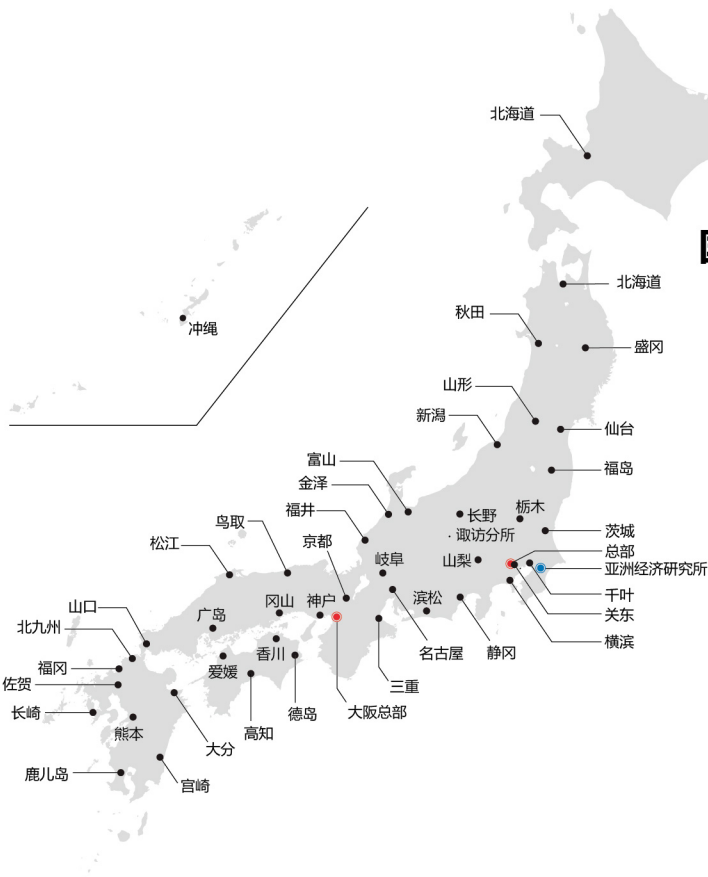 北海道
冲绳
北海道
秋田
盛冈
山形
新潟
仙台
富山
福岛
金泽
长野
栃木
福井
鸟取
诹访分所
茨城
京都
松江
总部
岐阜
山梨
亚洲经济研究所
千叶
冈山
神户
滨松
山口
广岛
关东
北九州
横滨
香川
名古屋
静冈
福冈
爱媛
佐贺
三重
长崎
德岛
大阪总部
高知
熊本
大分
鹿儿岛
宫崎